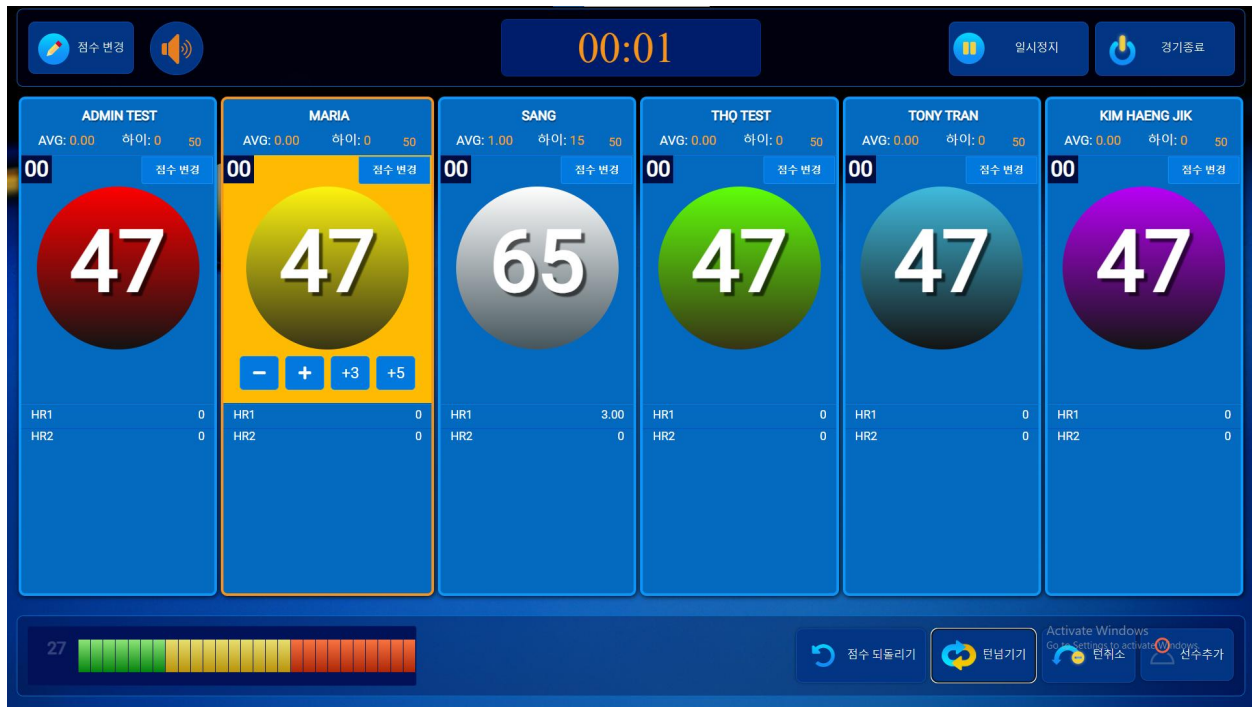 점수 변경
00:01
일시정지
경기종료
ADMIN TEST
AVG: 0.00 하이: 0 50
00 점수 변경
47
HR1 0
HR2 0
MARIA
AVG: 0.00 하이: 0 50
00 점수 변경
47
− + +3 +5
HR1 0
HR2 0
SANG
AVG: 1.00 하이: 15 50
00 점수 변경
65
HR1 3.00
HR2 0
THỌ TEST
AVG: 0.00 하이: 0 50
00 점수 변경
47
HR1 0
HR2 0
TONY TRAN
AVG: 0.00 하이: 0 50
00 점수 변경
47
HR1 0
HR2 0
KIM HAENG JIK
AVG: 0.00 하이: 0 50
00 점수 변경
47
HR1 0
HR2 0
27
점수 되돌리기
턴넘기기
턴취소
선수추가
Activate Windows
Go to Settings to activate Windows.